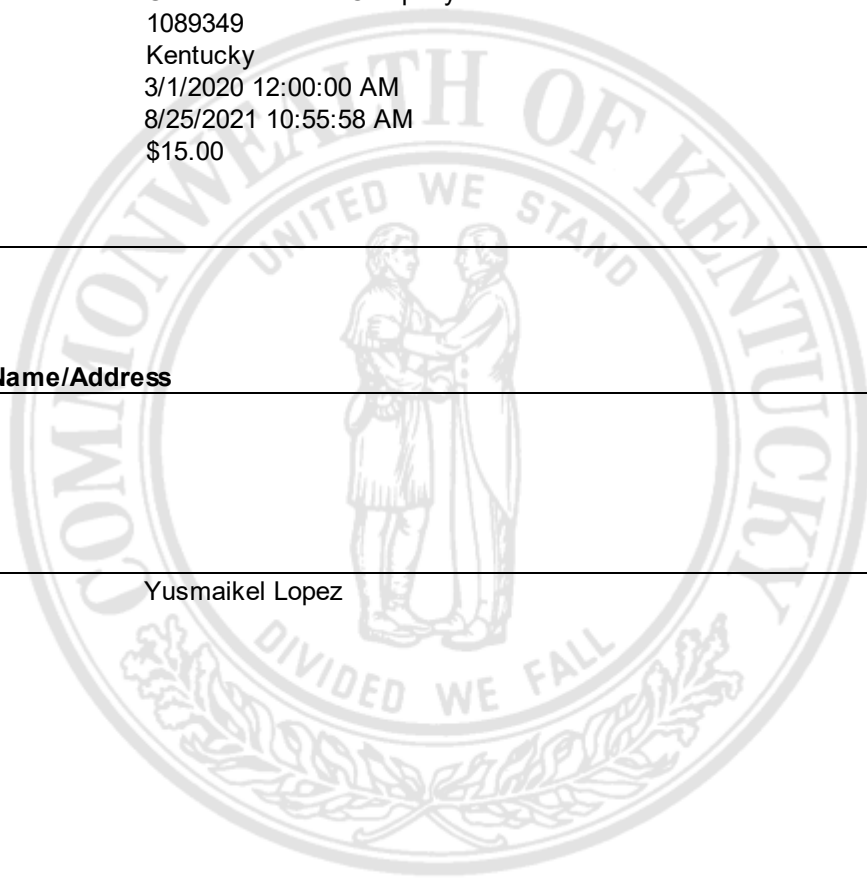 1089349
Kentucky
3/1/2020 12:00:00 AM
8/25/2021 10:55:58 AM
$15.00
Name/Address
Yusmaikel Lopez
COMMONWEALTH OF KENTUCKY
UNITED WE STAND
DIVIDED WE FALL